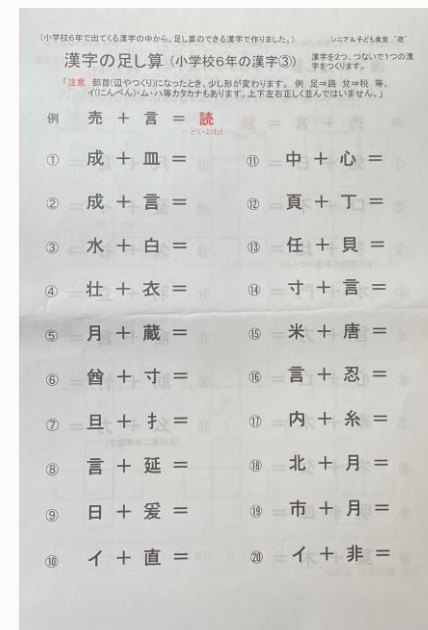 (小学校6年で出てくる漢字の中から、足し算のできる漢字で作りました。)
シニア&子ども食堂 “遊”
漢字の足し算 (小学校6年の漢字③)
漢字を2つ、つないで1つの漢
字をつくります。
「注意 部首(辺やつくり)になったとき、少し形が変わります。 例 足⇒路 兌⇒税 等、
イ(にんべん)・ム・ハ等カタカナもあります。上下左右正しく並んではいません。」
例 売 + 言 = 読
どく・よ(む)
① 成 + 皿 =
② 成 + 言 =
③ 水 + 白 =
④ 壮 + 衣 =
⑤ 月 + 蔵 =
⑥ 酋 + 寸 =
⑦ 旦 + 扌 =
⑧ 言 + 延 =
⑨ 日 + 爰 =
⑩ イ + 直 =
⑪ 中 + 心 =
⑫ 頁 + 丁 =
⑬ 任 + 貝 =
⑭ 寸 + 言 =
⑮ 米 + 唐 =
⑯ 言 + 忍 =
⑰ 内 + 糸 =
⑱ 北 + 月 =
⑲ 市 + 月 =
⑳ イ + 非 =